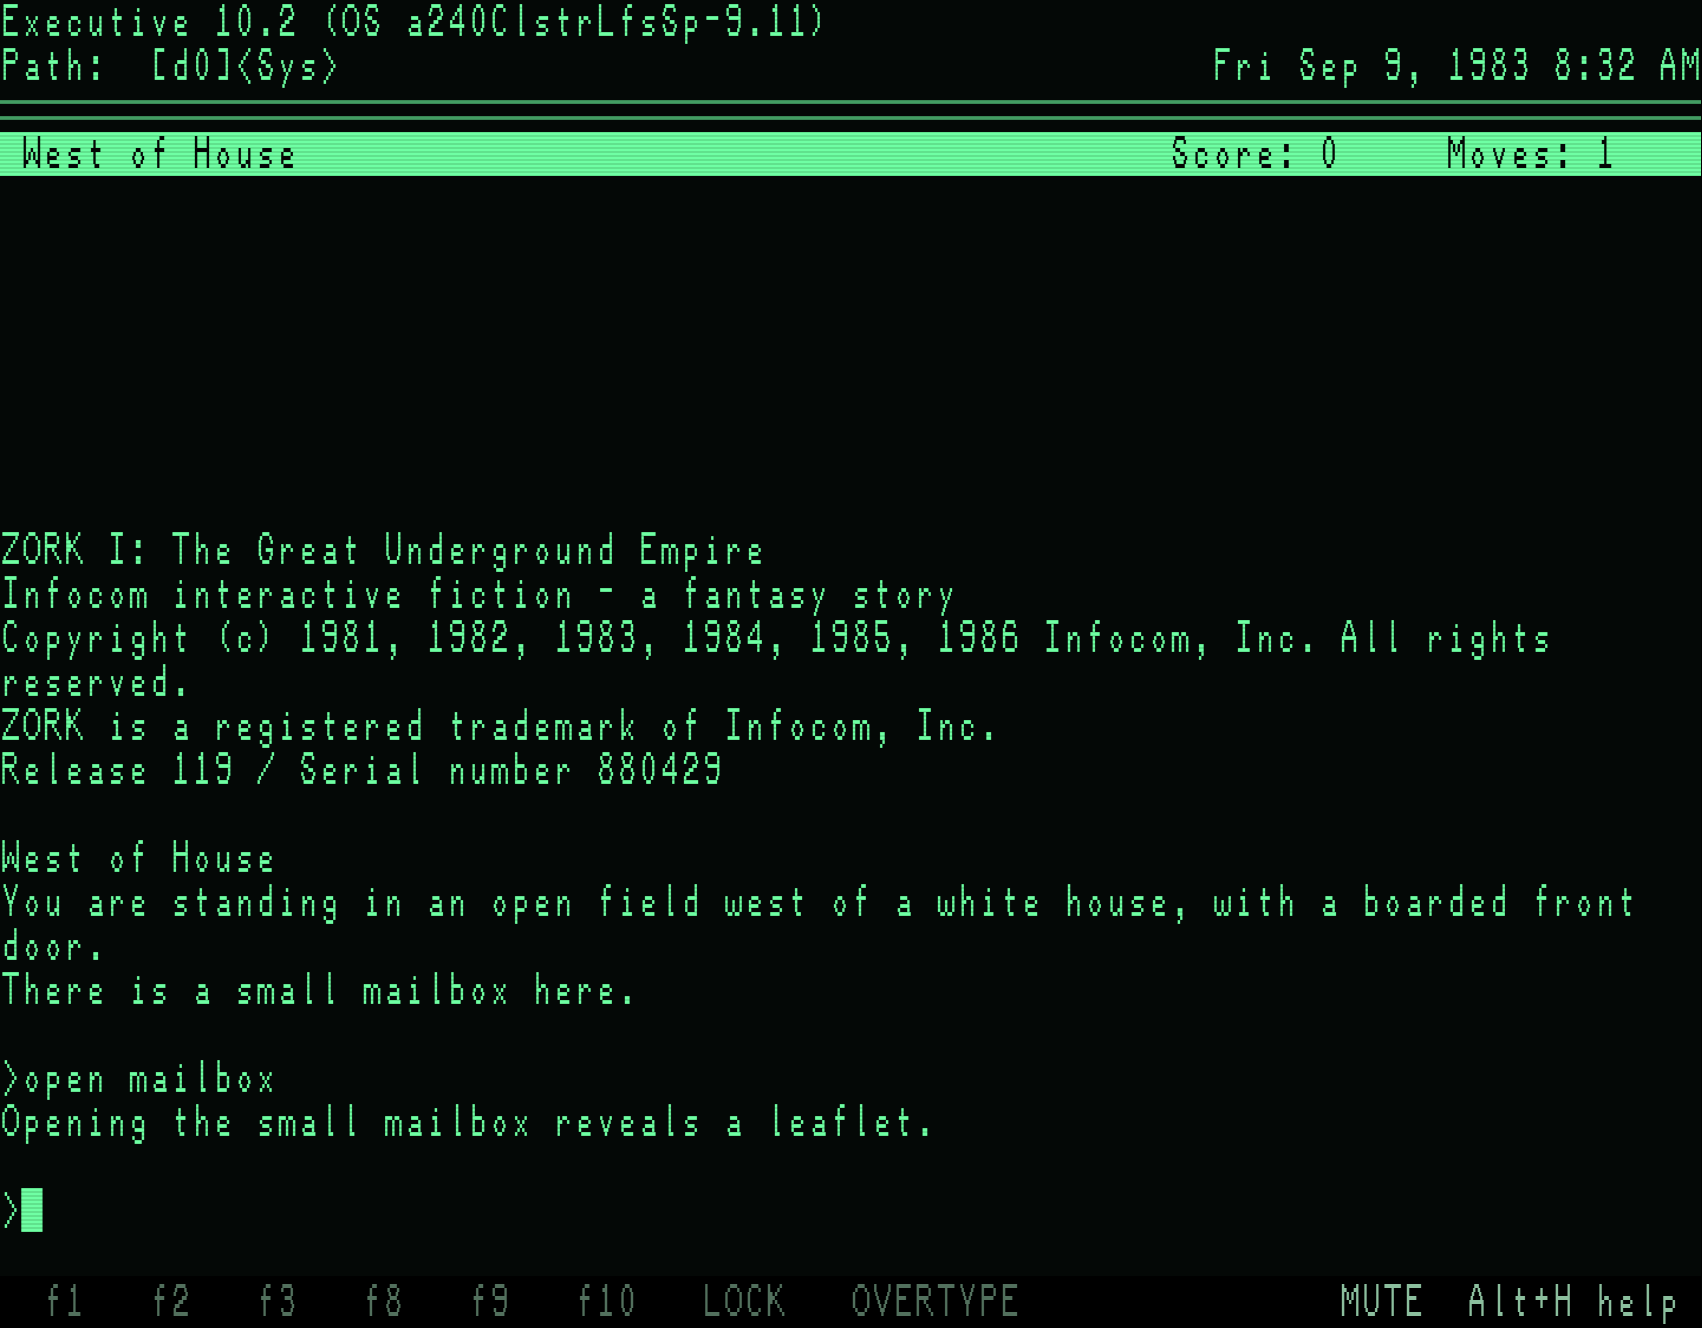 Executive 10.2 (OS a240ClstrLfsSp-9.11)
Path:  [d0]<Sys> Fri Sep 9, 1983 8:32 AM
West of House Score: 0 Moves: 1
ZORK I: The Great Underground Empire
Infocom interactive fiction - a fantasy story
Copyright (c) 1981, 1982, 1983, 1984, 1985, 1986 Infocom, Inc. All rights
reserved.
ZORK is a registered trademark of Infocom, Inc.
Release 119 / Serial number 880429
West of House
You are standing in an open field west of a white house, with a boarded front
door.
There is a small mailbox here.
>open mailbox
Opening the small mailbox reveals a leaflet.
>
f1 f2 f3 f8 f9 f10 LOCK OVERTYPE MUTE Alt+H help